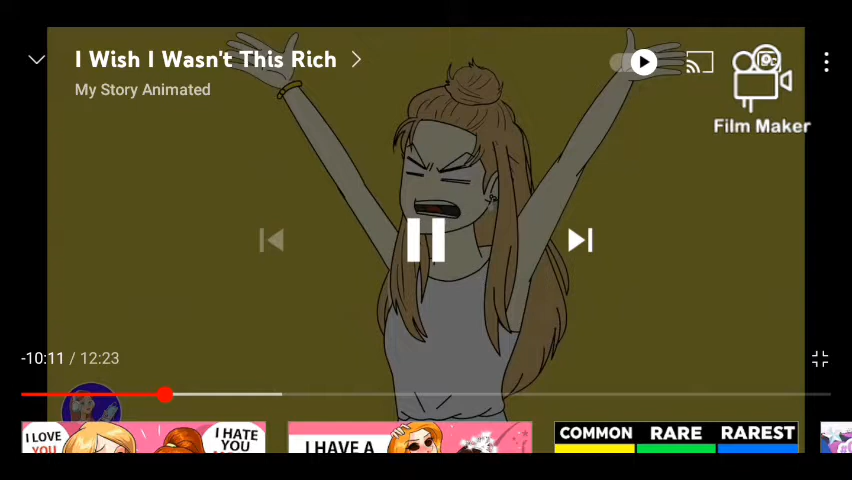 I Wish I Wasn't This Rich
My Story Animated
Film Maker
-10:11 / 12:23
I LOVE
YOU
I HATE
YOU
I HAVE A
COMMON
RARE
RAREST